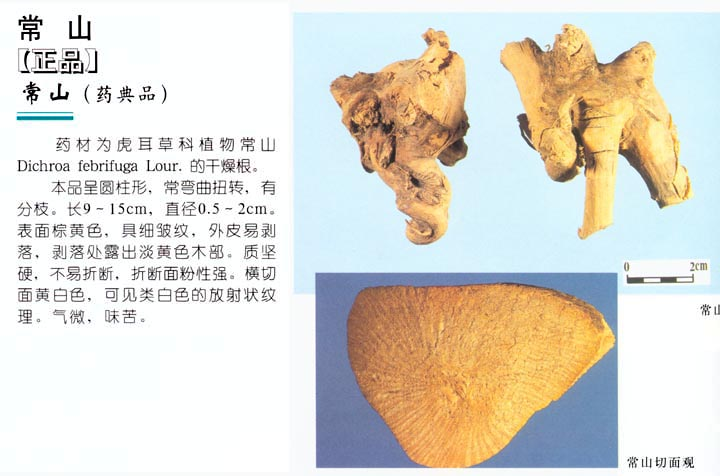 常山
【正品】
常山（药典品）
药材为虎耳草科植物常山
Dichroa febrifuga Lour. 的干燥根。
本品呈圆柱形，常弯曲扭转，有
分枝。长9~15cm，直径0.5~2cm。
表面棕黄色，具细皱纹，外皮易剥
落，剥落处露出淡黄色木部。质坚
硬，不易折断，折断面粉性强。横切
面黄白色，可见类白色的放射状纹
理。气微，味苦。
0 2cm
常山
常山切面观